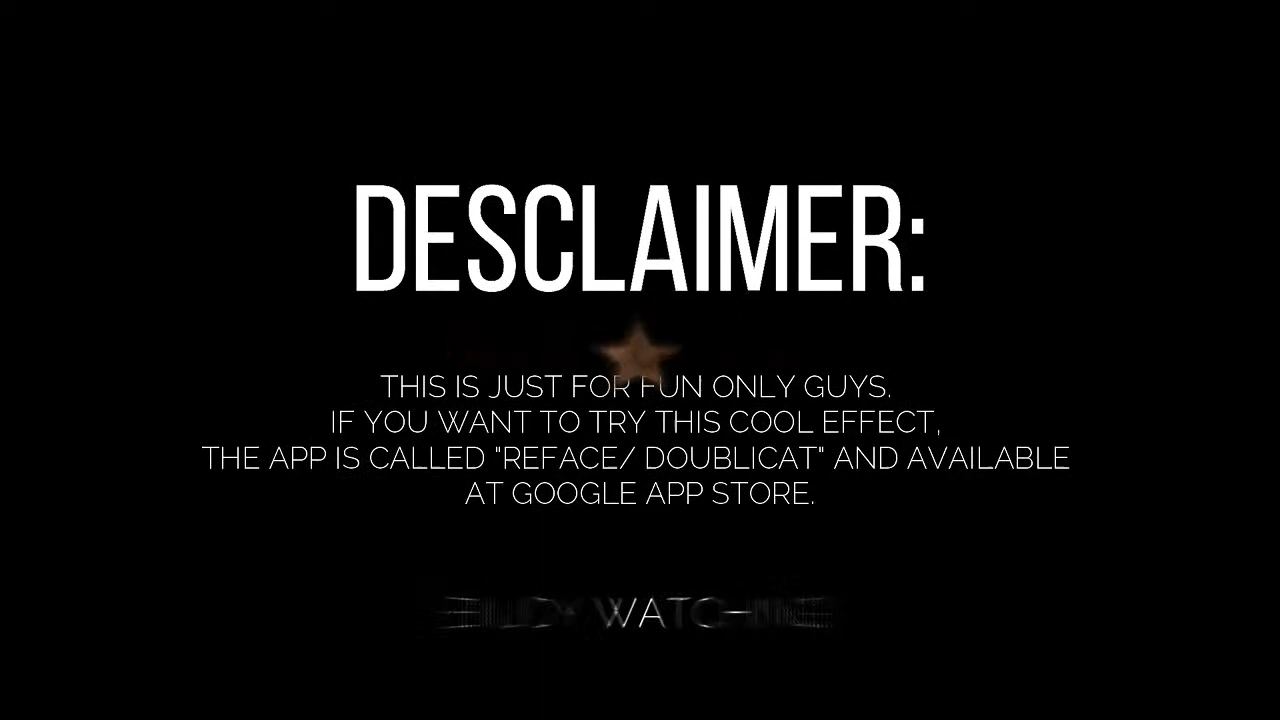 DESCLAIMER:
THIS IS JUST FOR FUN ONLY GUYS.
IF YOU WANT TO TRY THIS COOL EFFECT,
THE APP IS CALLED "REFACE/ DOUBLICAT" AND AVAILABLE
AT GOOGLE APP STORE.
WATCHING